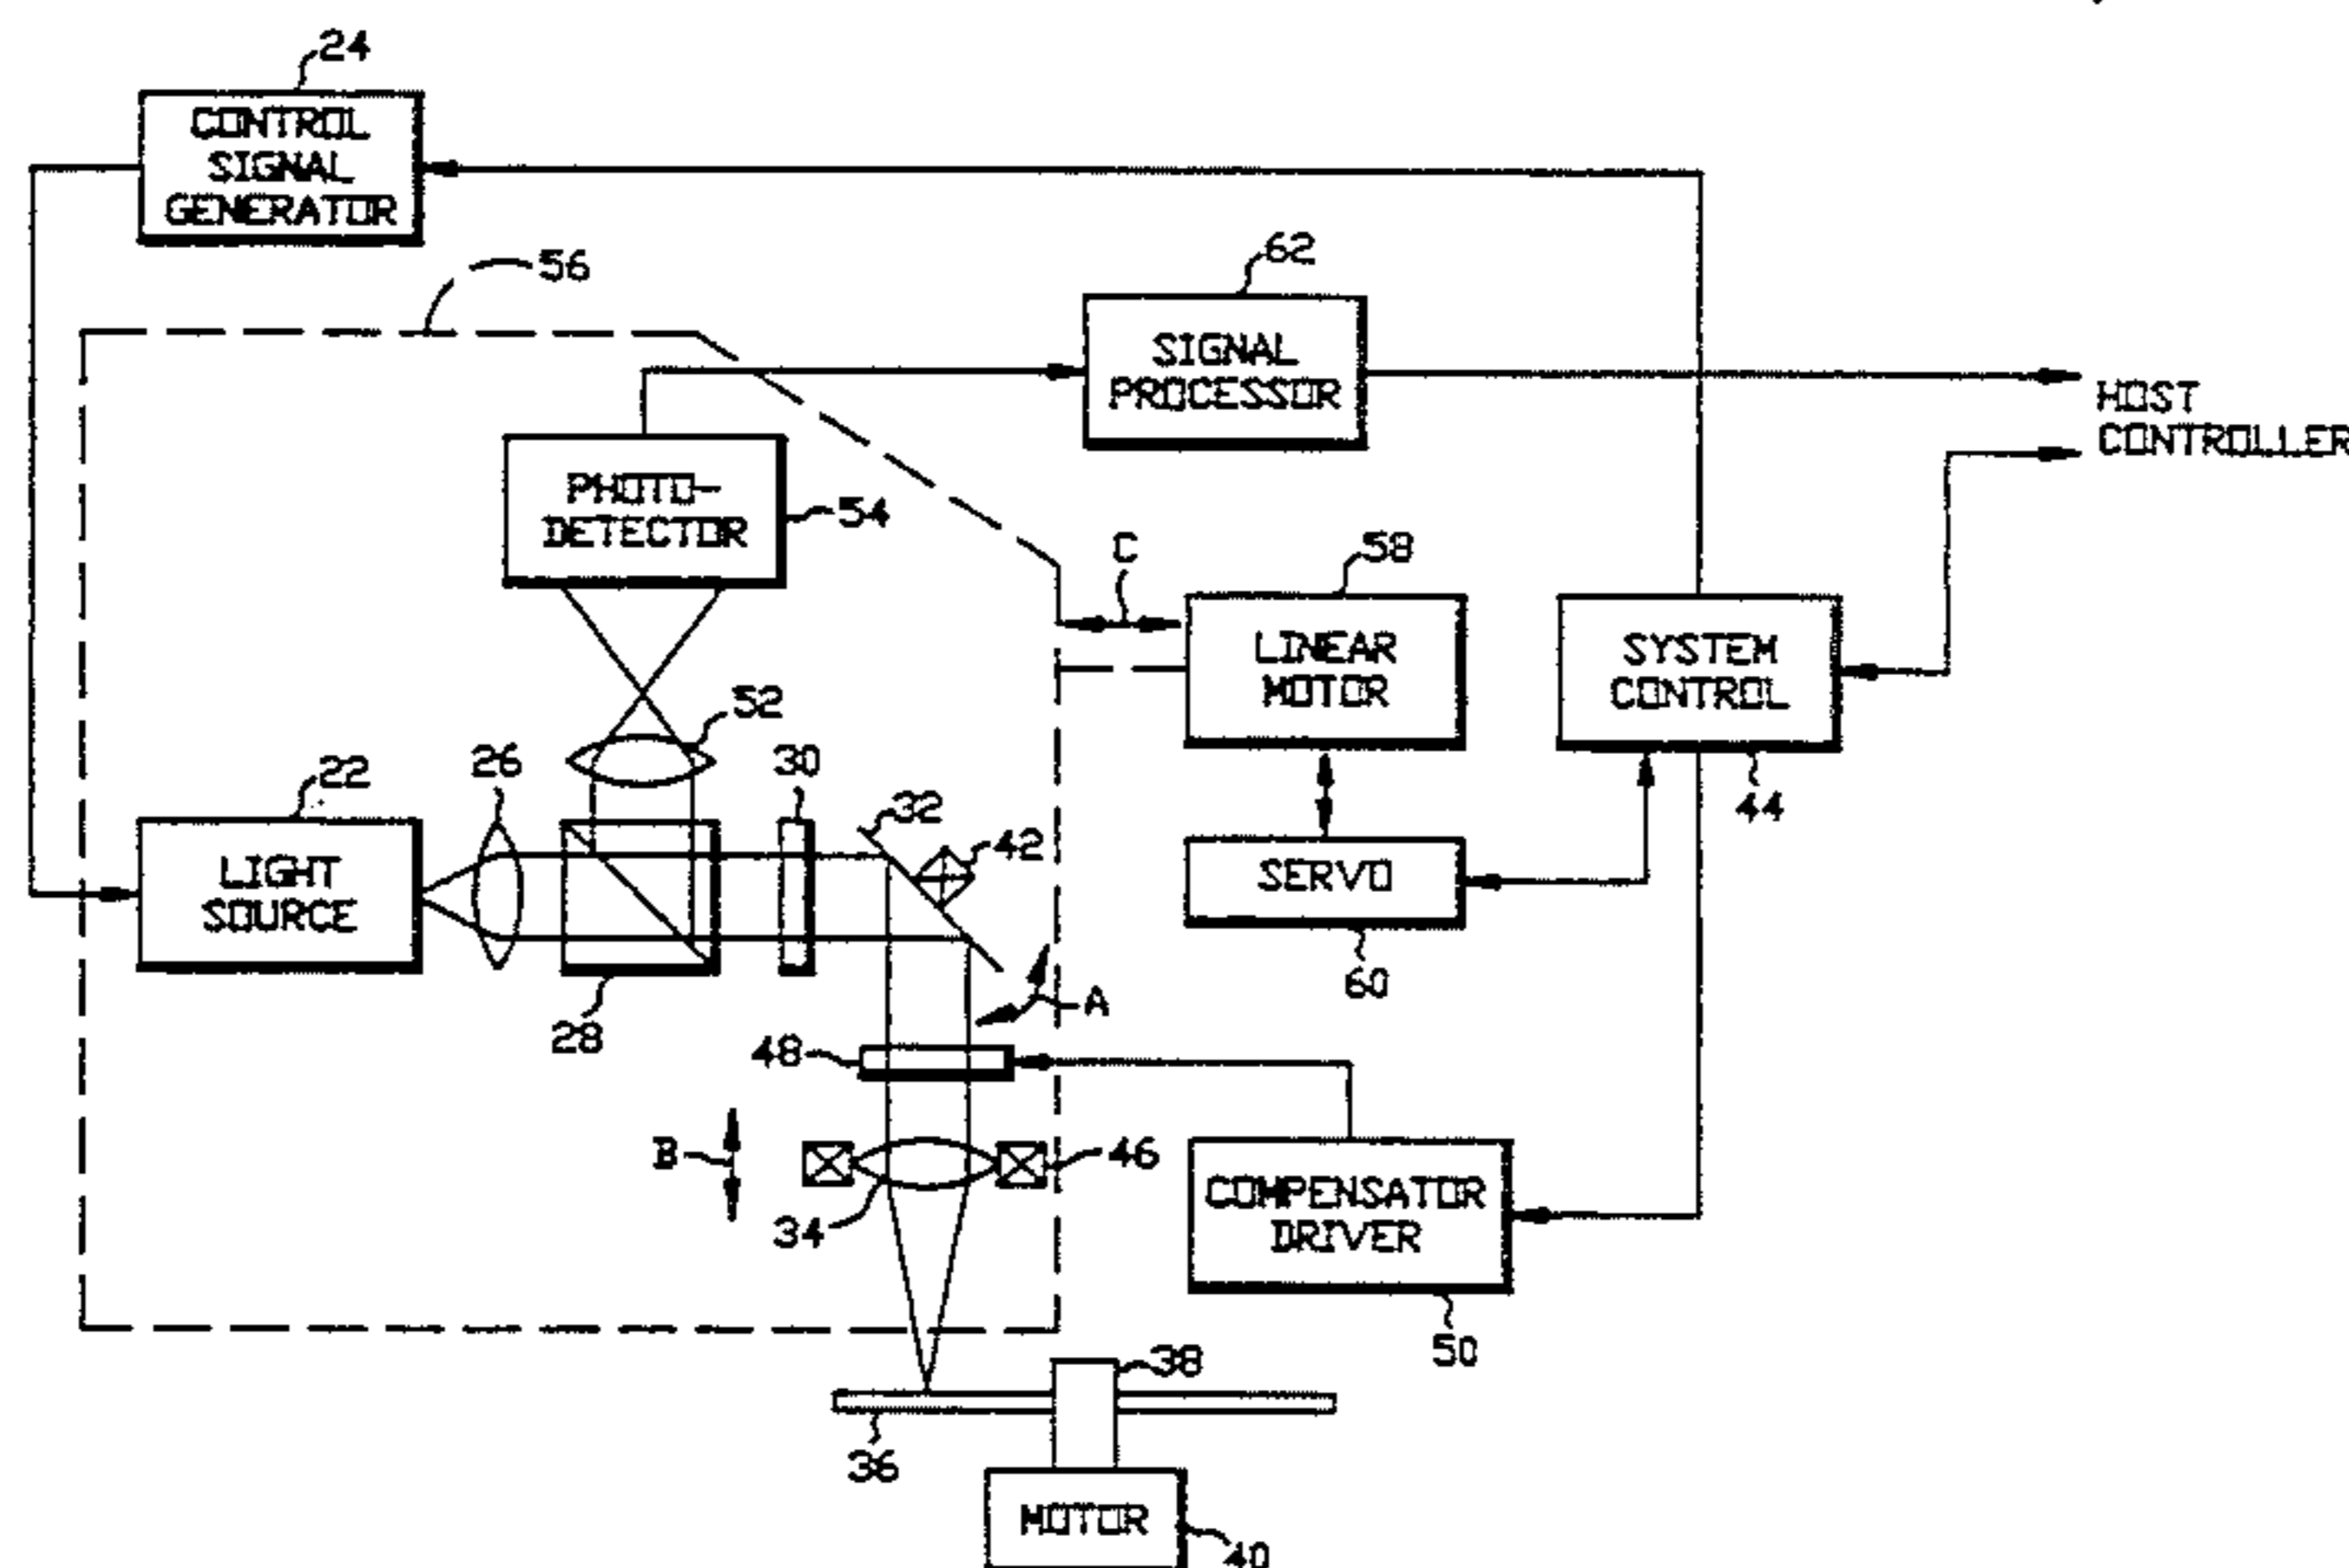 24
CONTROL
SIGNAL
GENERATOR
56
62
SIGNAL
PROCESSOR
HOST
CONTROLLER
PHOTO-
DETECTOR
54
C
58
LINEAR
MOTOR
SYSTEM
CONTROL
44
52
26
30
22
32
42
LIGHT
SOURCE
SERVO
60
28
A
48
B
46
34
COMPENSATOR
DRIVER
50
38
36
MOTOR
40